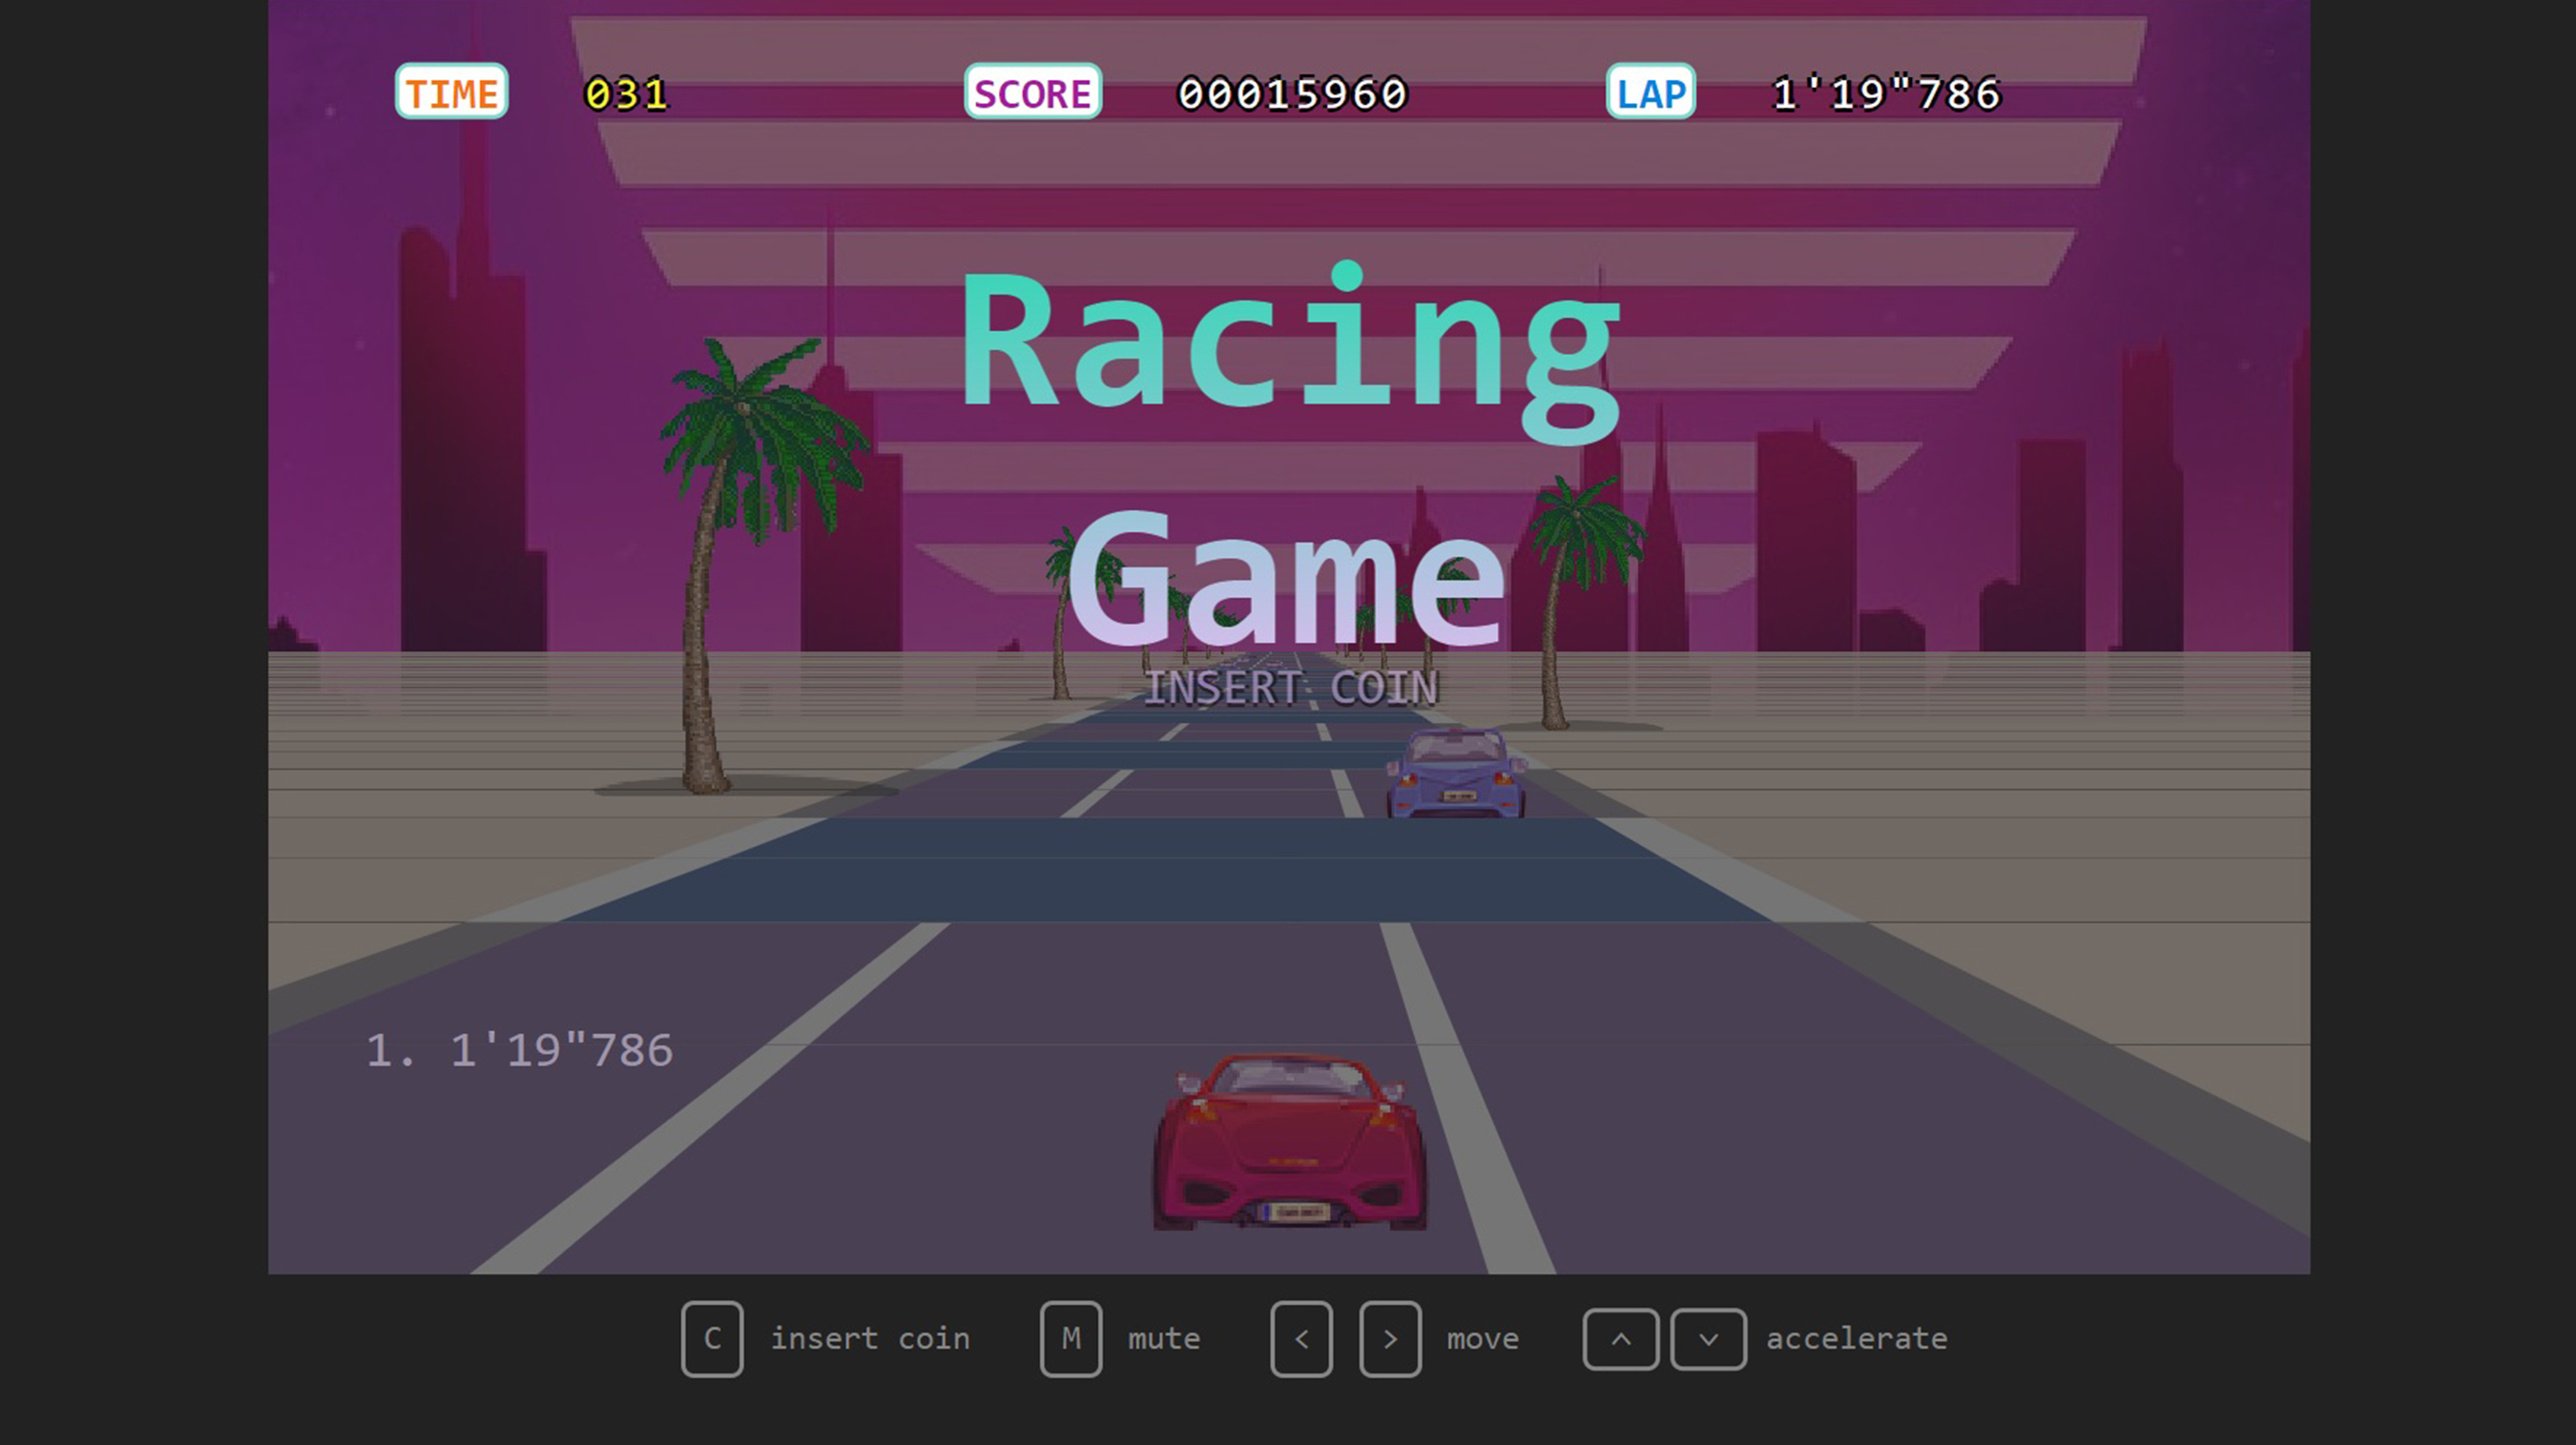 TIME 031 SCORE 00015960 LAP 1'19"786
Racing
Game
INSERT COIN
1. 1'19"786
C insert coin M mute < > move ^ v accelerate